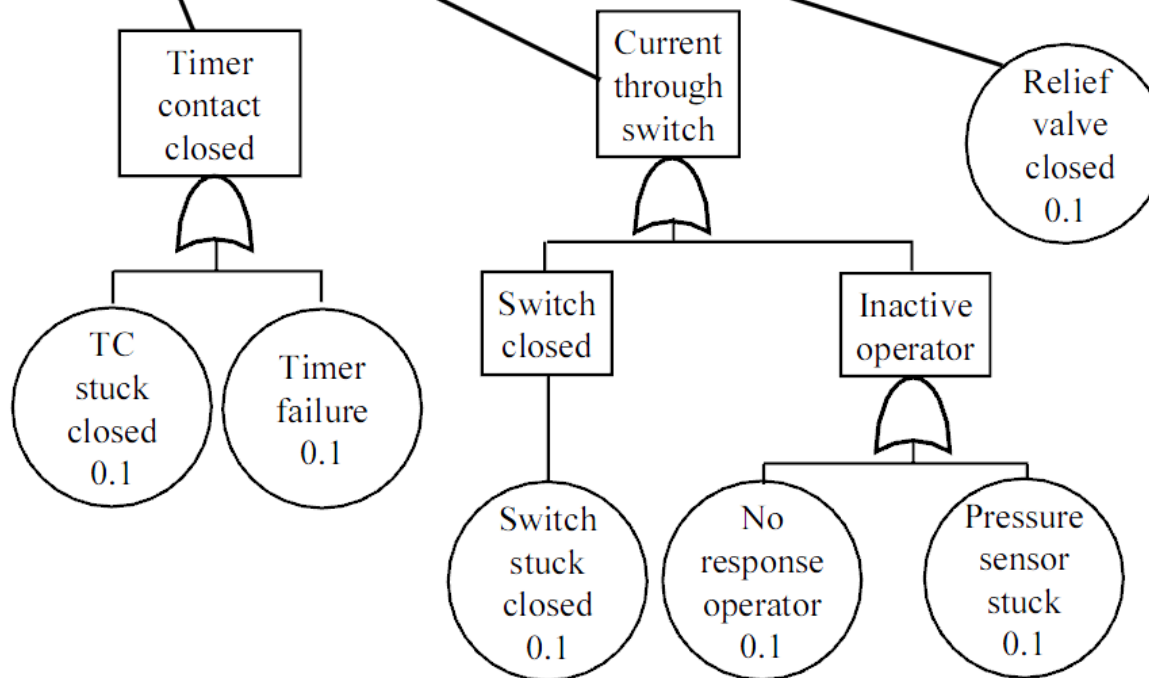 Timer
contact
closed
Current
through
switch
Relief
valve
closed
0.1
Switch
closed
Inactive
operator
TC
stuck
closed
0.1
Timer
failure
0.1
Switch
stuck
closed
0.1
No
response
operator
0.1
Pressure
sensor
stuck
0.1